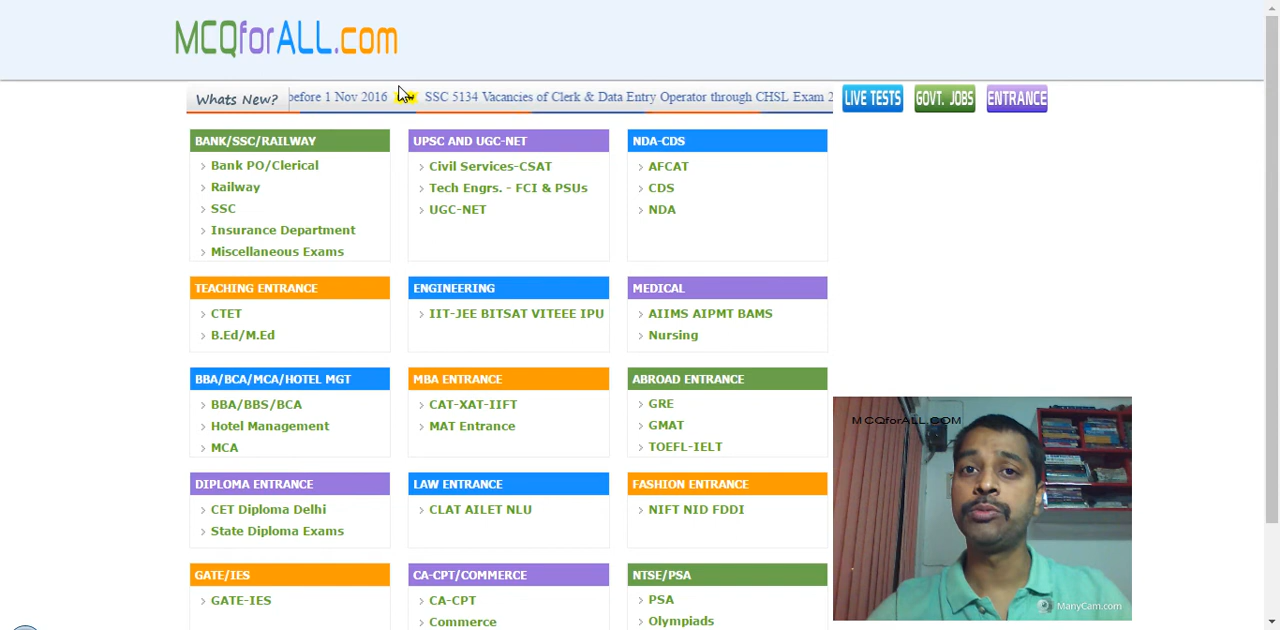 MCQforALL.com
Whats New?
before 1 Nov 2016
SSC 5134 Vacancies of Clerk & Data Entry Operator through CHSL Exam 2
LIVE TESTS
GOVT. JOBS
ENTRANCE
BANK/SSC/RAILWAY
Bank PO/Clerical
Railway
SSC
Insurance Department
Miscellaneous Exams
UPSC AND UGC-NET
Civil Services-CSAT
Tech Engrs. - FCI & PSUs
UGC-NET
NDA-CDS
AFCAT
CDS
NDA
TEACHING ENTRANCE
CTET
B.Ed/M.Ed
ENGINEERING
IIT-JEE BITSAT VITEEE IPU
MEDICAL
AIIMS AIPMT BAMS
Nursing
BBA/BCA/MCA/HOTEL MGT
BBA/BBS/BCA
Hotel Management
MCA
MBA ENTRANCE
CAT-XAT-IIFT
MAT Entrance
ABROAD ENTRANCE
GRE
GMAT
TOEFL-IELT
DIPLOMA ENTRANCE
CET Diploma Delhi
State Diploma Exams
LAW ENTRANCE
CLAT AILET NLU
FASHION ENTRANCE
NIFT NID FDDI
GATE/IES
GATE-IES
CA-CPT/COMMERCE
CA-CPT
Commerce
NTSE/PSA
PSA
Olympiads
MCQforALL.COM
ManyCam.com